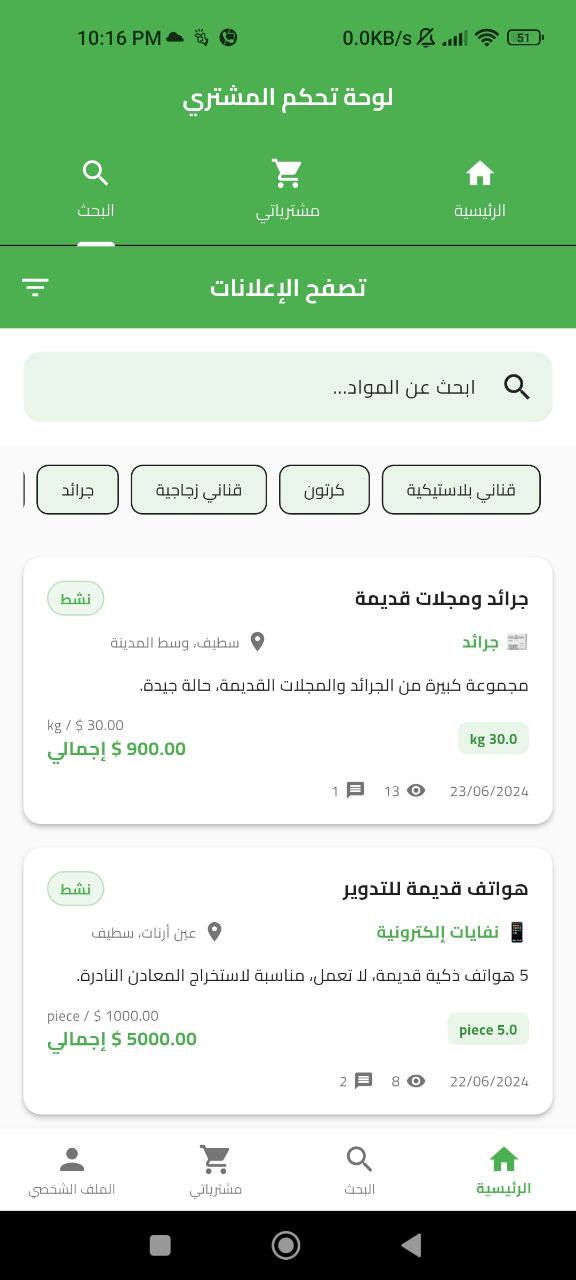 10:16 PM 0.0KB/s 51
لوحة تحكم المشتري
الرئيسية مشترياتي البحث
تصفح الإعلانات
ابحث عن المواد...
قناني بلاستيكية كرتون قناني زجاجية جرائد
جرائد ومجلات قديمة نشط
جرائد سطيف، وسط المدينة
مجموعة كبيرة من الجرائد والمجلات القديمة، حالة جيدة.
kg / $ 30.00
30.0 kg
900.00 $ إجمالي
23/06/2024 13 1
هواتف قديمة للتدوير نشط
نفايات إلكترونية عين أرنات، سطيف
5 هواتف ذكية قديمة، لا تعمل، مناسبة لاستخراج المعادن النادرة.
piece / $ 1000.00
5.0 piece
5000.00 $ إجمالي
22/06/2024 8 2
الرئيسية البحث مشترياتي الملف الشخصي